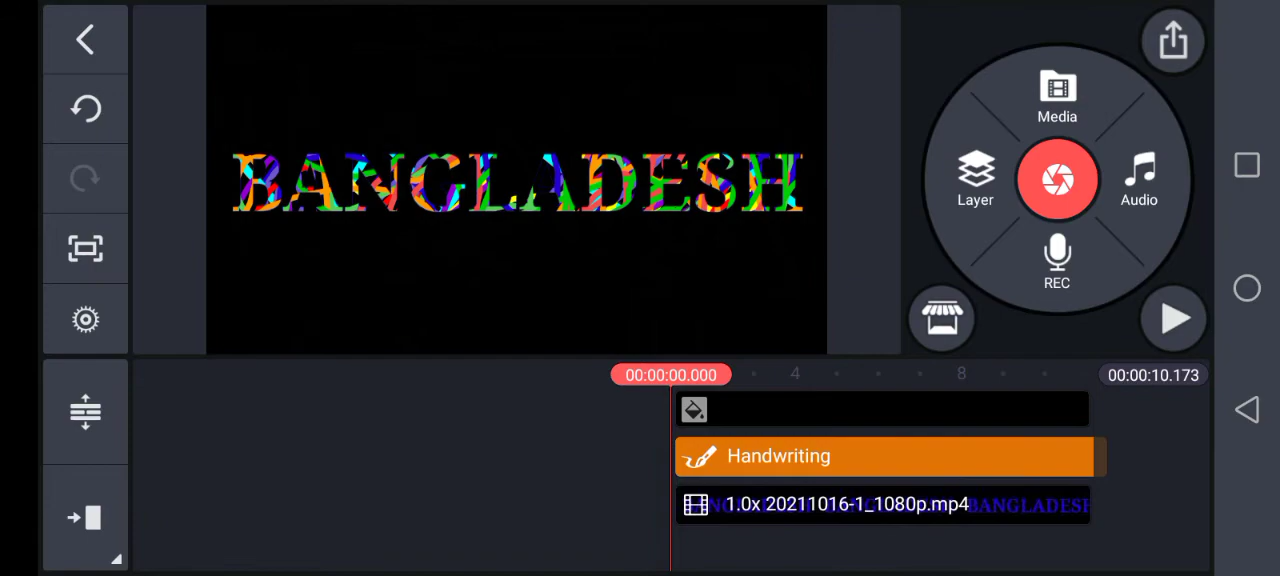 BANGLADESH
Media
Layer
Audio
REC
00:00:00.000
4
8
00:00:10.173
Handwriting
1.0x 20211016-1_1080p.mp4
BANGLADESH